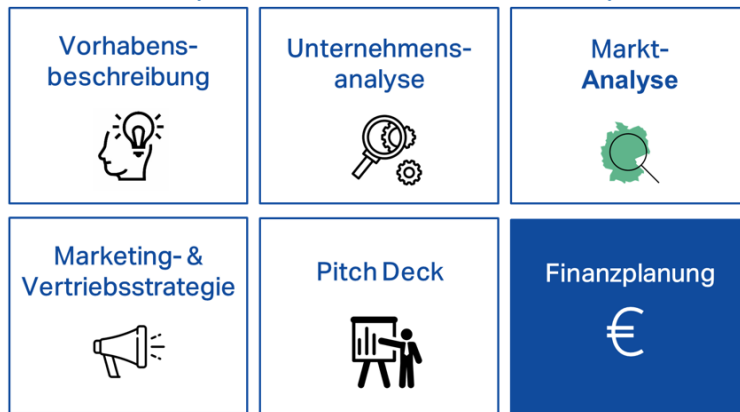 Vorhabens-
beschreibung
Unternehmens-
analyse
Markt-
Analyse
Marketing- &
Vertriebsstrategie
Pitch Deck
Finanzplanung
€